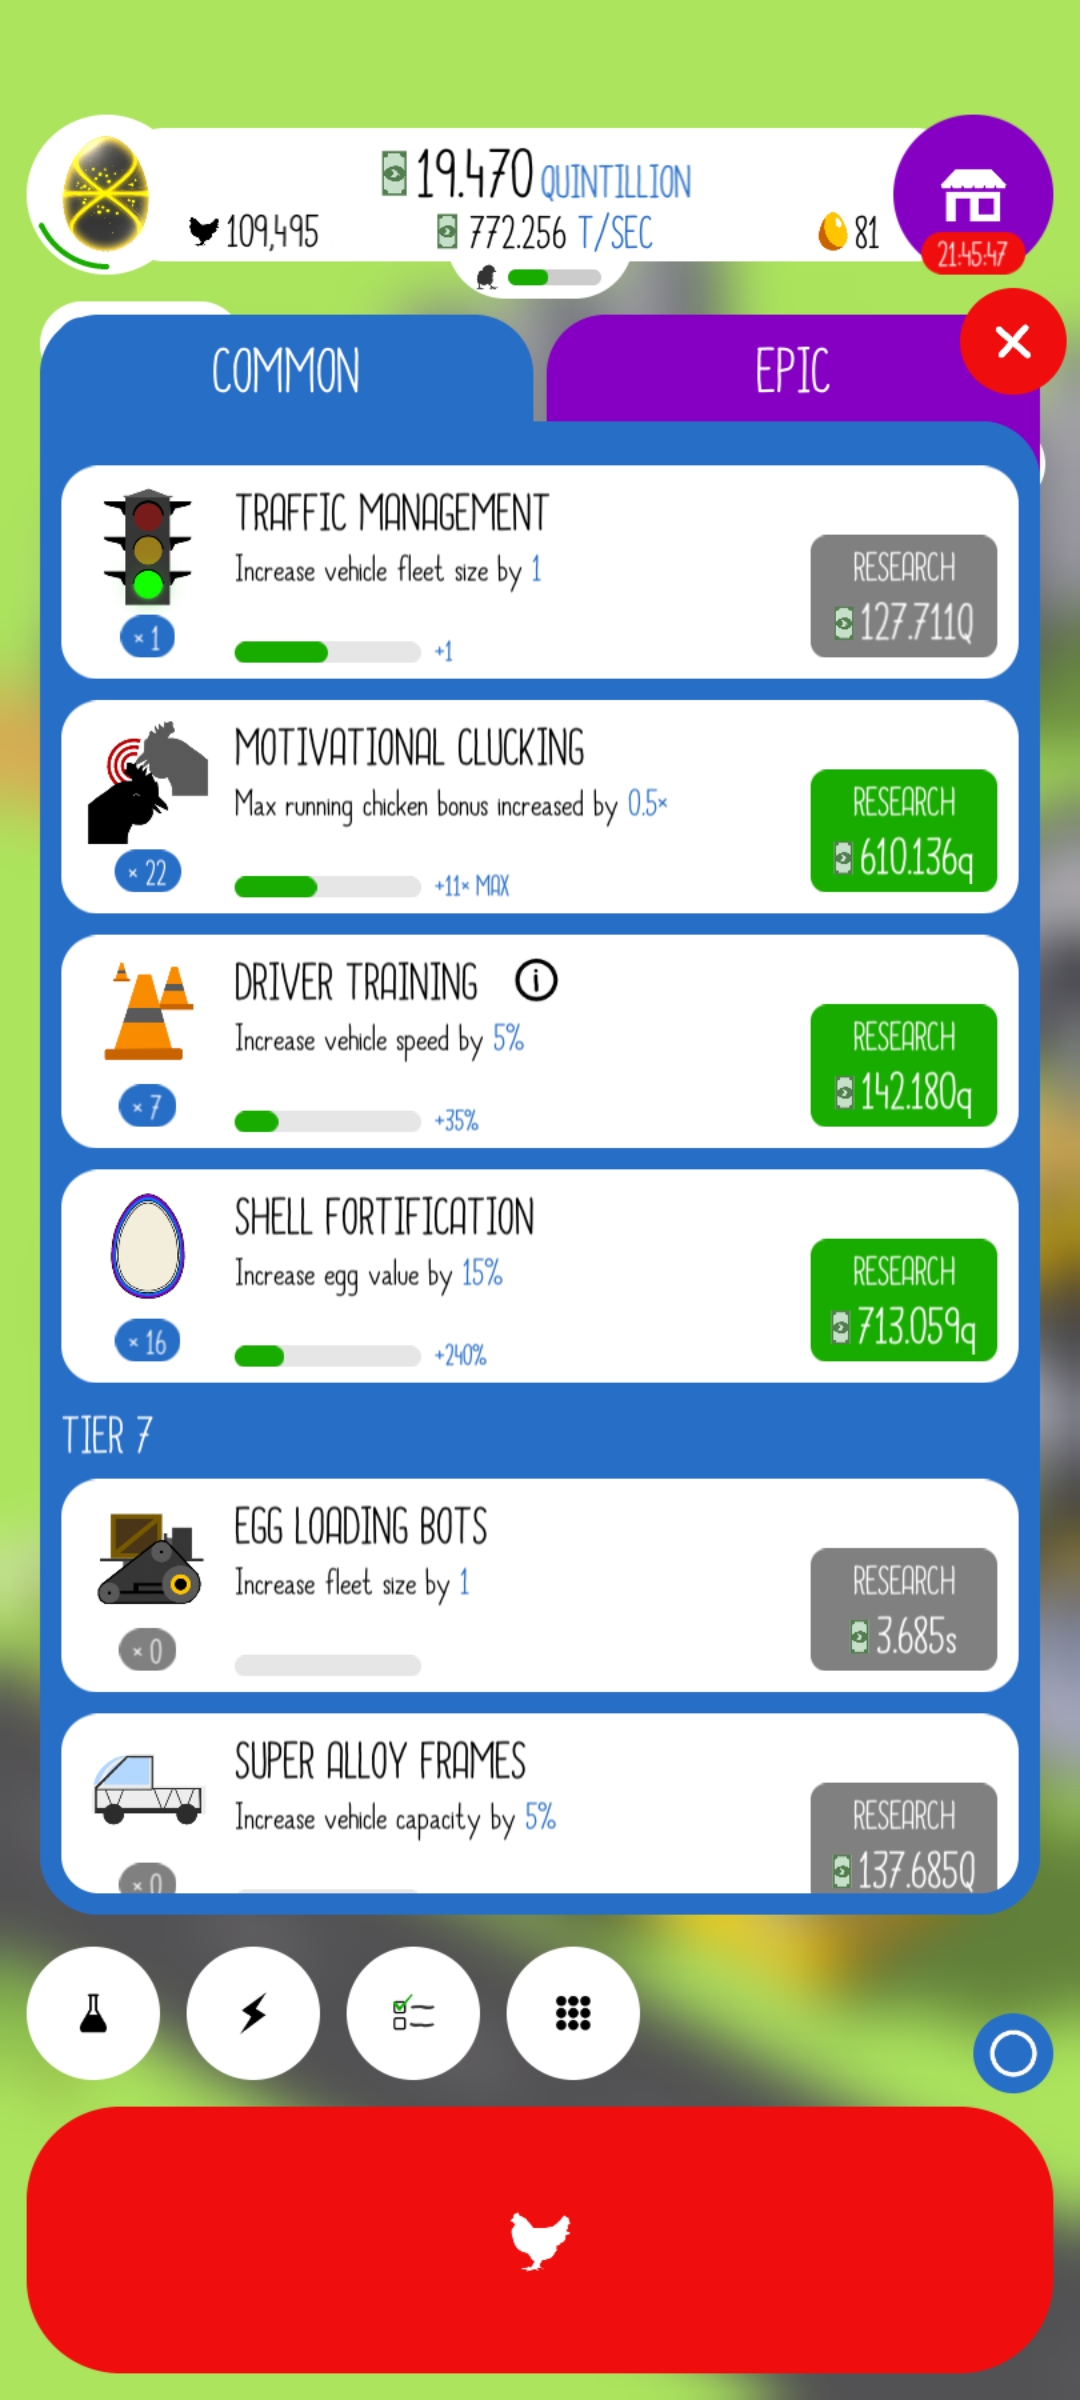 19.470 QUINTILLION
109,495
772.256 T/SEC
81
21:45:47
COMMON
EPIC
TRAFFIC MANAGEMENT
Increase vehicle fleet size by 1
RESEARCH
127.711Q
× 1
+1
MOTIVATIONAL CLUCKING
Max running chicken bonus increased by 0.5×
RESEARCH
610.136q
× 22
+11× MAX
DRIVER TRAINING
Increase vehicle speed by 5%
RESEARCH
142.180q
× 7
+35%
SHELL FORTIFICATION
Increase egg value by 15%
RESEARCH
713.059q
× 16
+240%
TIER 7
EGG LOADING BOTS
Increase fleet size by 1
RESEARCH
3.685s
× 0
SUPER ALLOY FRAMES
Increase vehicle capacity by 5%
RESEARCH
137.685Q
× 0